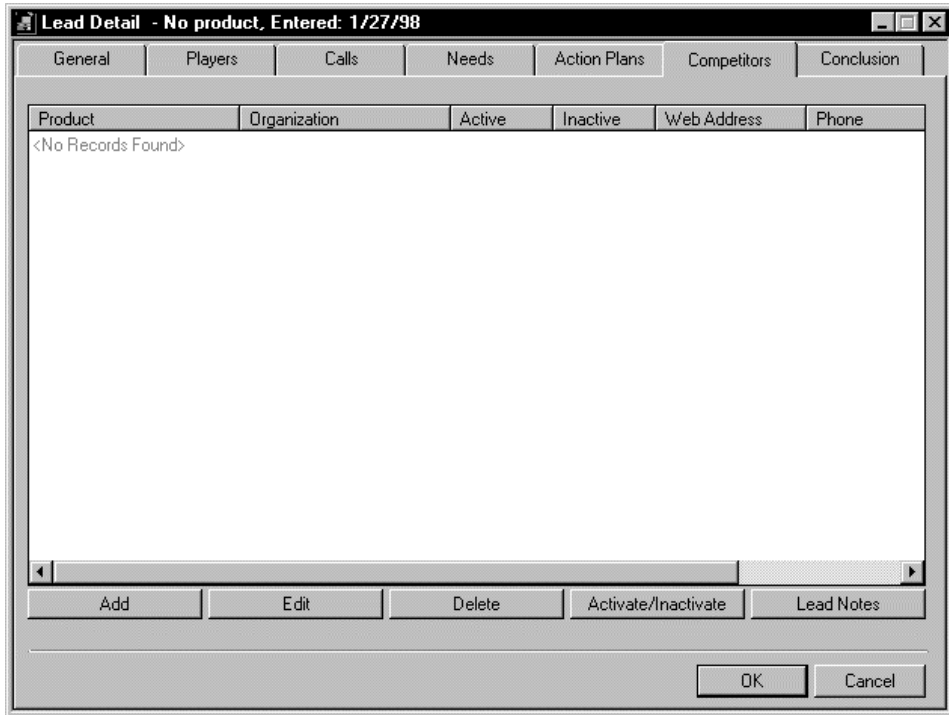 Lead Detail - No product, Entered: 1/27/98
General Players Calls Needs Action Plans Competitors Conclusion
Product Organization Active Inactive Web Address Phone
<No Records Found>
Add Edit Delete Activate/Inactivate Lead Notes
OK Cancel